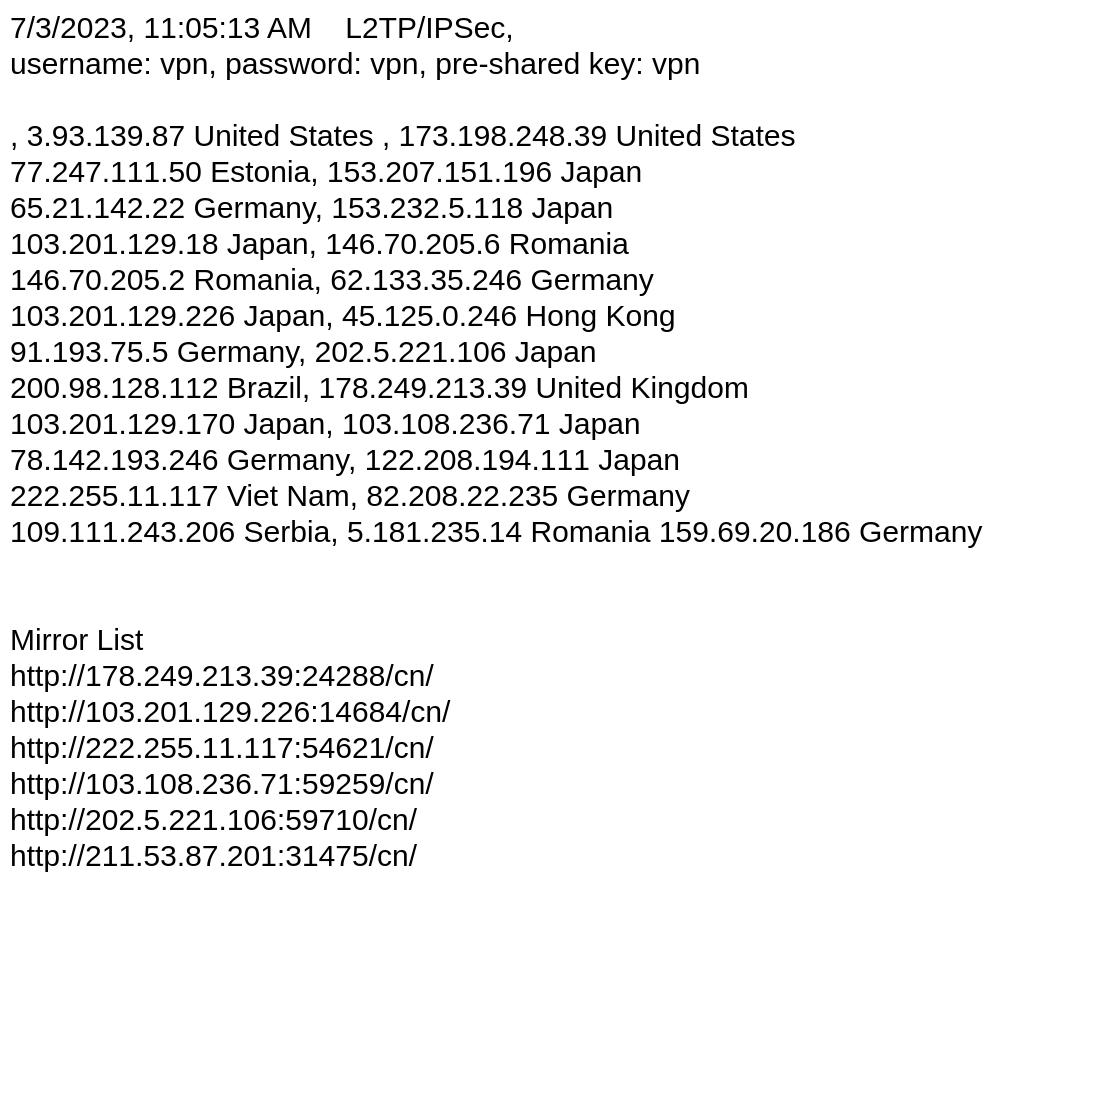 7/3/2023, 11:05:13 AM    L2TP/IPSec,
username: vpn, password: vpn, pre-shared key: vpn
, 3.93.139.87 United States , 173.198.248.39 United States
77.247.111.50 Estonia, 153.207.151.196 Japan
65.21.142.22 Germany, 153.232.5.118 Japan
103.201.129.18 Japan, 146.70.205.6 Romania
146.70.205.2 Romania, 62.133.35.246 Germany
103.201.129.226 Japan, 45.125.0.246 Hong Kong
91.193.75.5 Germany, 202.5.221.106 Japan
200.98.128.112 Brazil, 178.249.213.39 United Kingdom
103.201.129.170 Japan, 103.108.236.71 Japan
78.142.193.246 Germany, 122.208.194.111 Japan
222.255.11.117 Viet Nam, 82.208.22.235 Germany
109.111.243.206 Serbia, 5.181.235.14 Romania 159.69.20.186 Germany
Mirror List
http://178.249.213.39:24288/cn/
http://103.201.129.226:14684/cn/
http://222.255.11.117:54621/cn/
http://103.108.236.71:59259/cn/
http://202.5.221.106:59710/cn/
http://211.53.87.201:31475/cn/